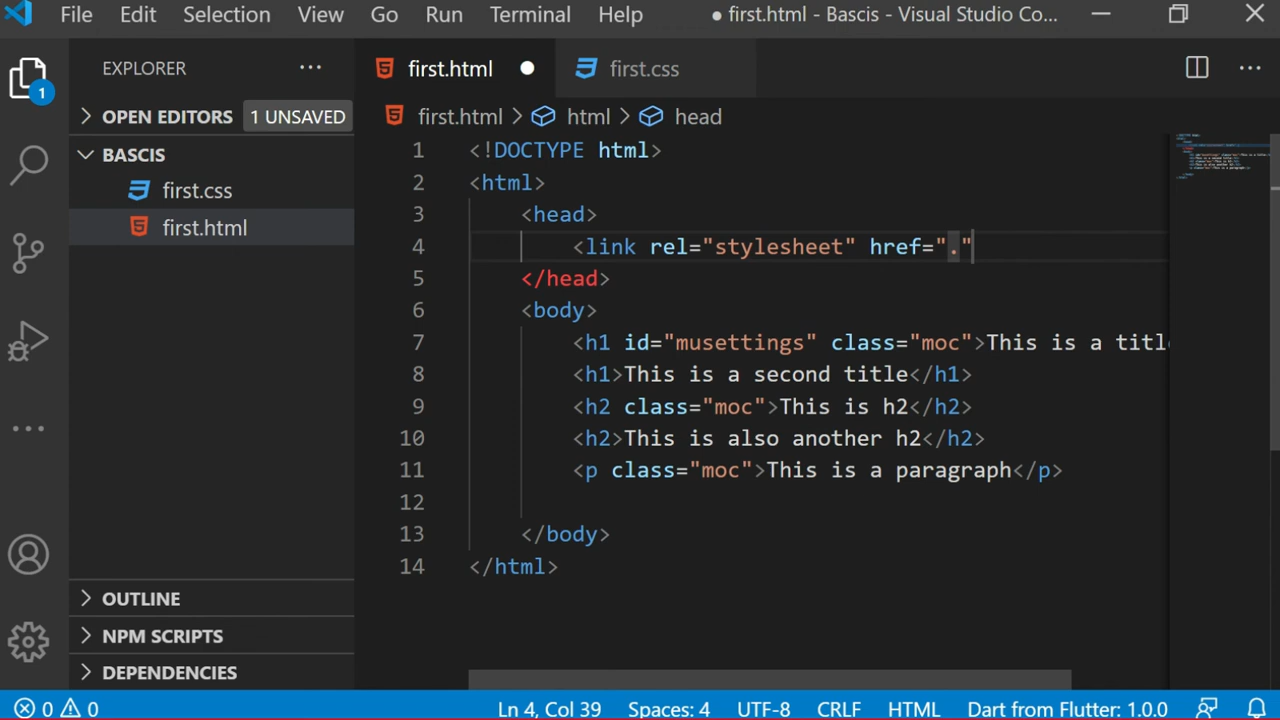 File Edit Selection View Go Run Terminal Help ● first.html - Bascis - Visual Studio Co...
EXPLORER ...
1
OPEN EDITORS 1 UNSAVED
BASCIS
first.css
first.html
OUTLINE
NPM SCRIPTS
DEPENDENCIES
first.html ● first.css
first.html > html > head
1 <!DOCTYPE html>
2 <html>
3 <head>
4 <link rel="stylesheet" href="."
5 </head>
6 <body>
7 <h1 id="musettings" class="moc">This is a title
8 <h1>This is a second title</h1>
9 <h2 class="moc">This is h2</h2>
10 <h2>This is also another h2</h2>
11 <p class="moc">This is a paragraph</p>
12
13 </body>
14 </html>
0 0 Ln 4, Col 39 Spaces: 4 UTF-8 CRLF HTML Dart from Flutter: 1.0.0